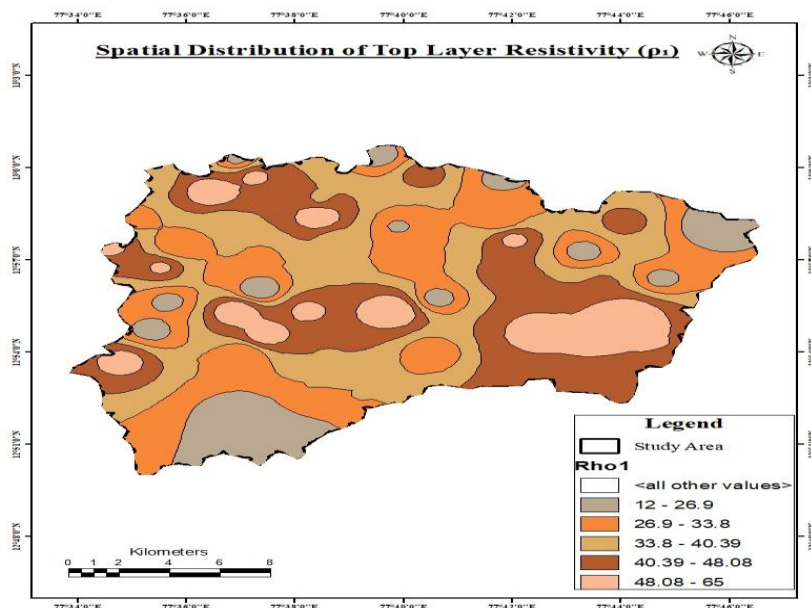 77°34'0"E 77°36'0"E 77°38'0"E 77°40'0"E 77°42'0"E 77°44'0"E 77°46'0"E
Spatial Distribution of Top Layer Resistivity (ρ₁)
N
W E
S
Legend
Study Area
Rho1
<all other values>
12 - 26.9
26.9 - 33.8
33.8 - 40.39
40.39 - 48.08
48.08 - 65
Kilometers
0 1 2 4 6 8
77°34'0"E 77°36'0"E 77°38'0"E 77°40'0"E 77°42'0"E 77°44'0"E 77°46'0"E